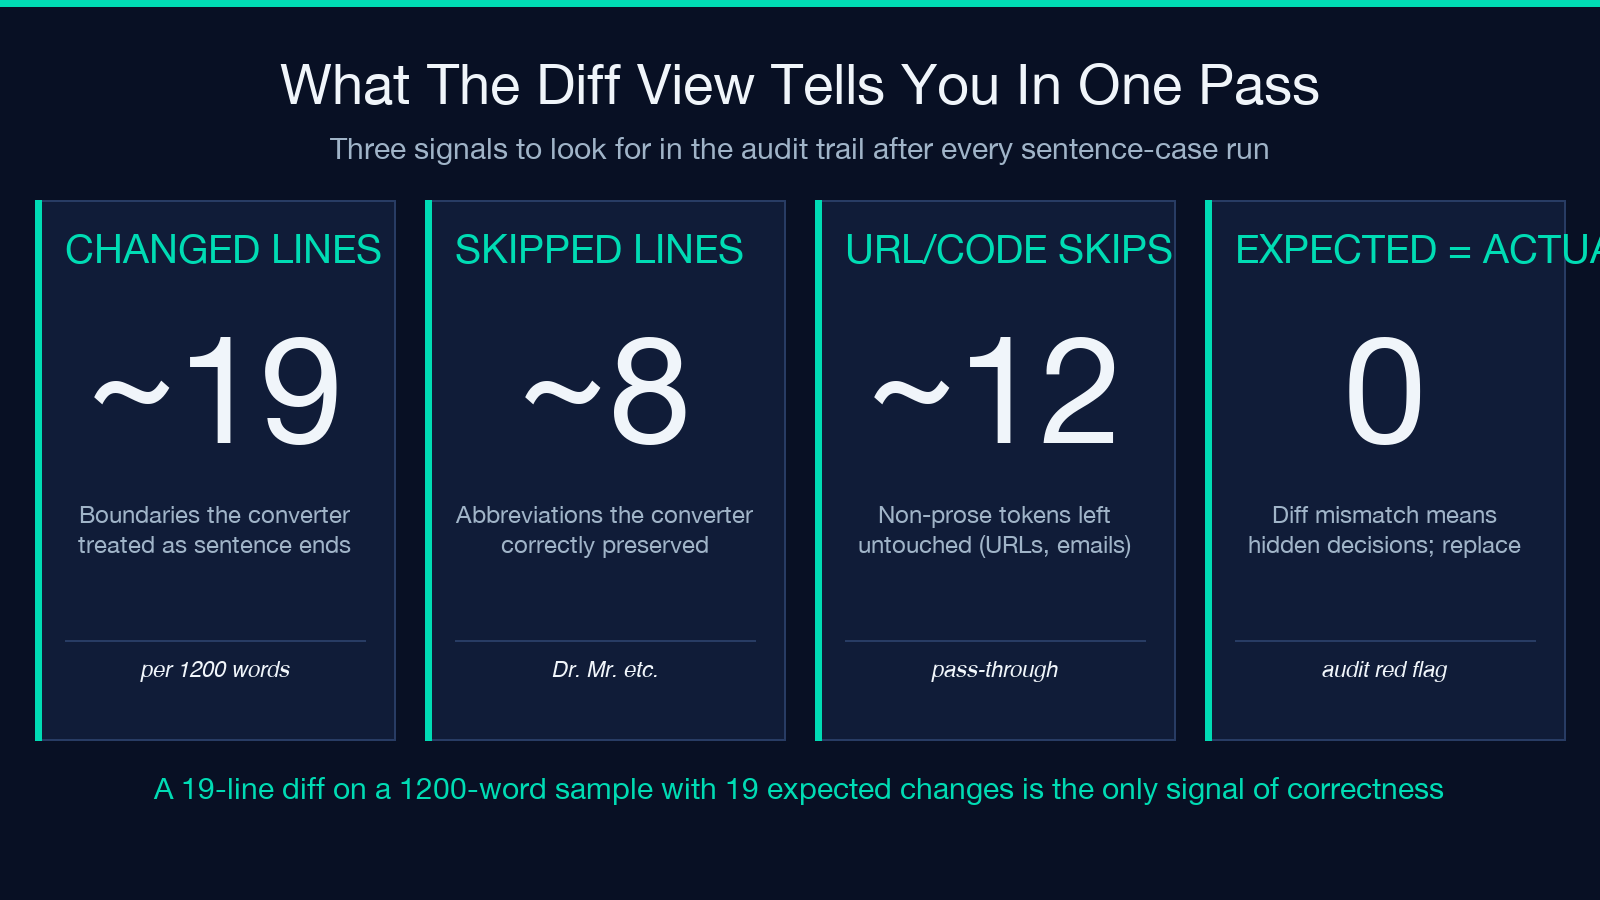 What The Diff View Tells You In One Pass
Three signals to look for in the audit trail after every sentence-case run
CHANGED LINES
~19
Boundaries the converter
treated as sentence ends
per 1200 words
SKIPPED LINES
~8
Abbreviations the converter
correctly preserved
Dr. Mr. etc.
URL/CODE SKIPS
~12
Non-prose tokens left
untouched (URLs, emails)
pass-through
EXPECTED = ACTUA
0
Diff mismatch means
hidden decisions; replace
audit red flag
A 19-line diff on a 1200-word sample with 19 expected changes is the only signal of correctness